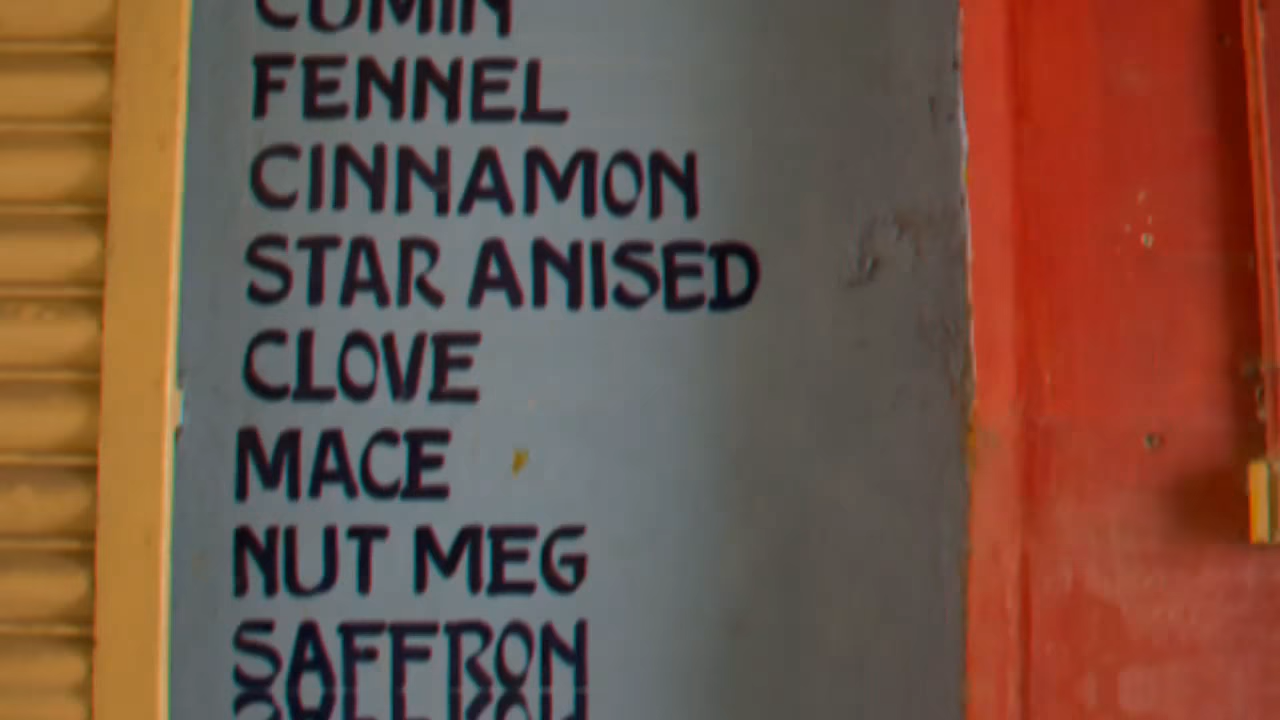 CUMIN
FENNEL
CINNAMON
STAR ANISED
CLOVE
MACE
NUT MEG
SAFFRON